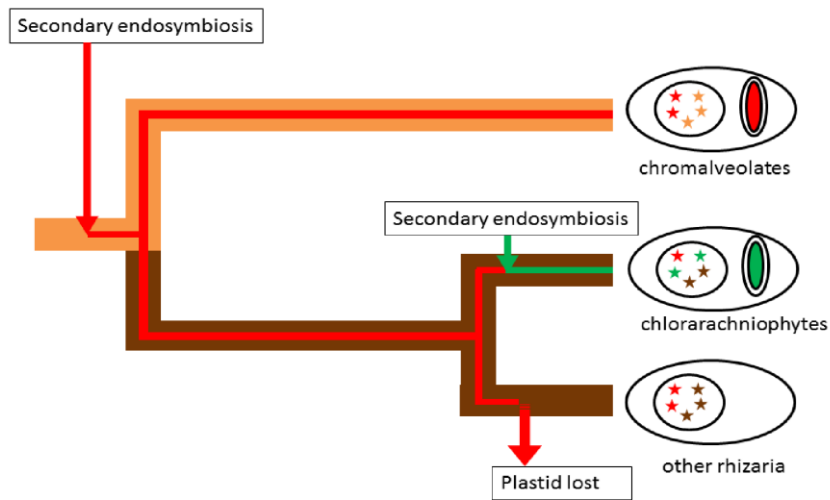 Secondary endosymbiosis
chromalveolates
Secondary endosymbiosis
chlorarachniophytes
other rhizaria
Plastid lost